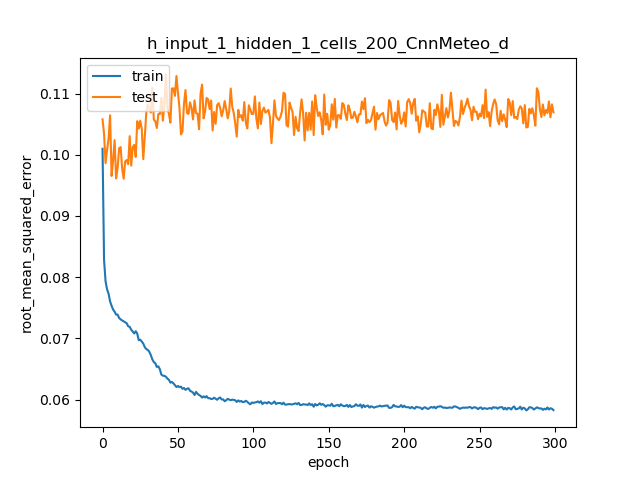 h_input_1_hidden_1_cells_200_CnnMeteo_d
train
test
root_mean_squared_error
0.11
0.10
0.09
0.08
0.07
0.06
0 50 100 150 200 250 300
epoch